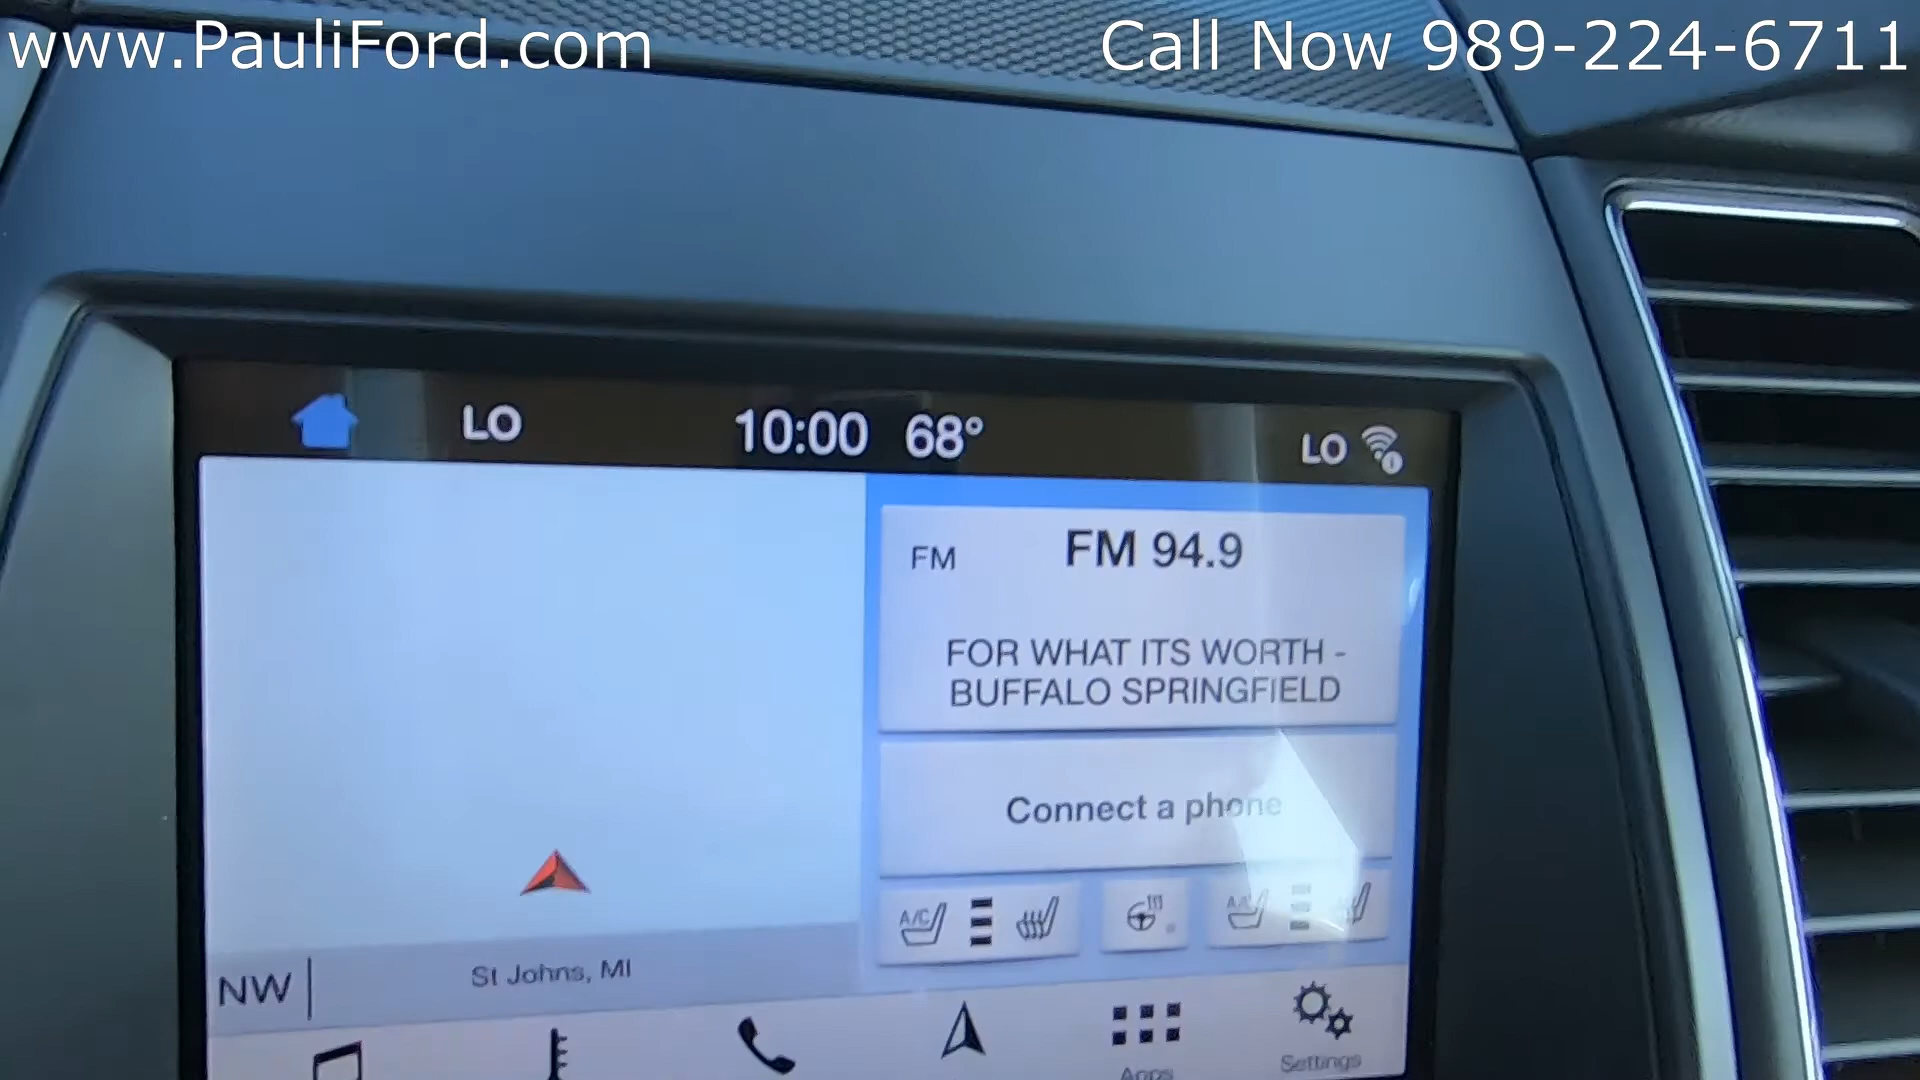 www.PauliFord.com
Call Now 989-224-6711
LO
10:00 68°
LO
FM
FM 94.9
FOR WHAT ITS WORTH -
BUFFALO SPRINGFIELD
Connect a phone
A/C
A/C
NW
St Johns, MI
Apps
Settings